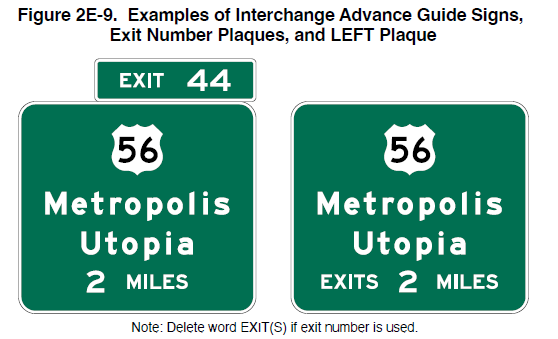 Figure 2E-9. Examples of Interchange Advance Guide Signs,
Exit Number Plaques, and LEFT Plaque
EXIT 44
56
Metropolis
Utopia
2 MILES
56
Metropolis
Utopia
EXITS 2 MILES
Note: Delete word EXIT(S) if exit number is used.